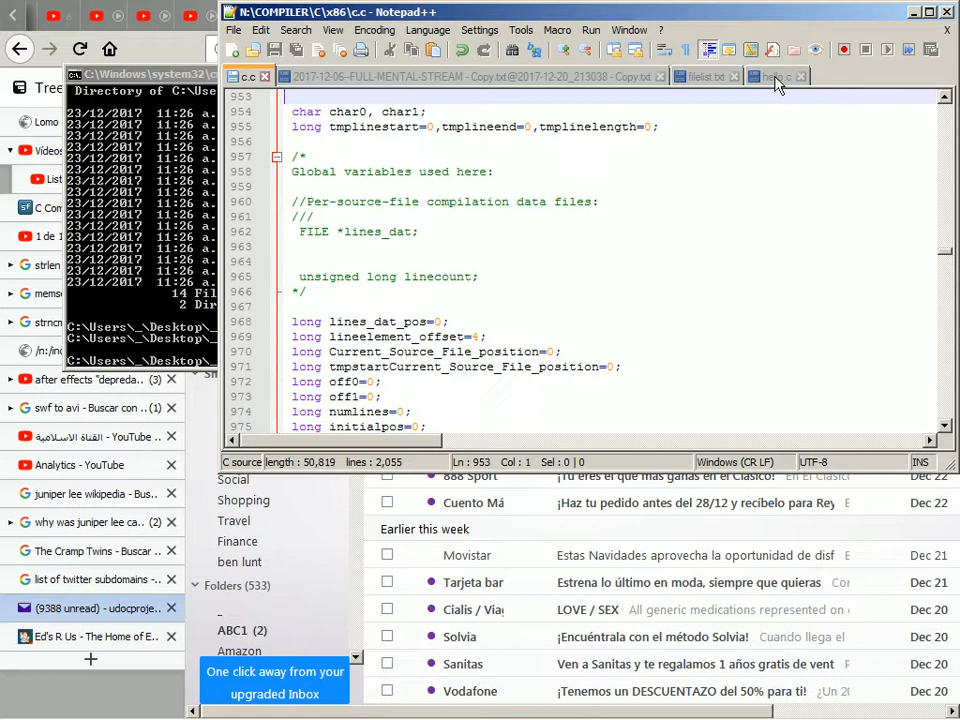 N:\COMPILER\C\x86\c.c - Notepad++
File Edit Search View Encoding Language Settings Tools Macro Run Window ?
X
c.c
2017-12-06--FULL-MENTAL-STREAM - Copy.txt@2017-12-20_213038 - Copy.txt
filelist.txt
hello.c
953
954 char char0, char1;
955 long tmplinestart=0,tmplineend=0,tmplinelength=0;
956
957 /*
958 Global variables used here:
959
960 //Per-source-file compilation data files:
961 ///
962 FILE *lines_dat;
963
964
965 unsigned long linecount;
966 */
967
968 long lines_dat_pos=0;
969 long lineelement_offset=4;
970 long Current_Source_File_position=0;
971 long tmpstartCurrent_Source_File_position=0;
972 long off0=0;
973 long off1=0;
974 long numlines=0;
975 long initialpos=0;
C source length : 50,819 lines : 2,055 Ln : 953 Col : 1 Sel : 0 | 0 Windows (CR LF) UTF-8 INS
C:\Windows\system32\c
Directory of C:\Use
23/12/2017 11:26 a.
23/12/2017 11:26 a.
23/12/2017 11:26 a.
23/12/2017 11:26 a.
23/12/2017 11:26 a.
23/12/2017 11:26 a.
23/12/2017 11:26 a.
23/12/2017 11:26 a.
23/12/2017 11:26 a.
23/12/2017 11:26 a.
23/12/2017 11:26 a.
23/12/2017 11:26 a.
23/12/2017 11:26 a.
14 Fil
2 Dir
C:\Users\_\Desktop\_
C:\Users\_\Desktop\_
C:\Users\_\Desktop\_
Tree
Lomo
Vídeos
List
C Com
1 de 1
strlen
memse
strncr
/n:/inc
after effects "depreda.. (3)
swf to avi - Buscar con .. (1)
القناة الاسلامية - YouTube ..
Analytics - YouTube
juniper lee wikipedia - Bus..
why was juniper lee ca.. (2)
The Cramp Twins - Buscar ..
list of twitter subdomains -..
(9388 unread) - udocproje..
Ed's R Us - The Home of E..
Social
Shopping
Travel
Finance
ben lunt
Folders (533)
_
ABC1 (2)
Amazon
One click away from your
upgraded Inbox
888 Sport ¡Tú eres el que más ganas en el Clásico! En El Clásic Dec 22
Cuento Má ¡Haz tu pedido antes del 28/12 y recíbelo para Rey Dec 22
Earlier this week
Movistar Estas Navidades aprovecha la oportunidad de disf E Dec 21
Tarjeta bar Estrena lo último en moda, siempre que quieras Cor Dec 21
Cialis / Viag LOVE / SEX All generic medications represented on Dec 20
Solvia ¡Encuéntrala con el método Solvia! Cuando llega el Dec 20
Sanitas Ven a Sanitas y te regalamos 1 años gratis de vent Dec 20
Vodafone ¡Tenemos un DESCUENTAZO del 50% para ti! ¿Un 20 Dec 20